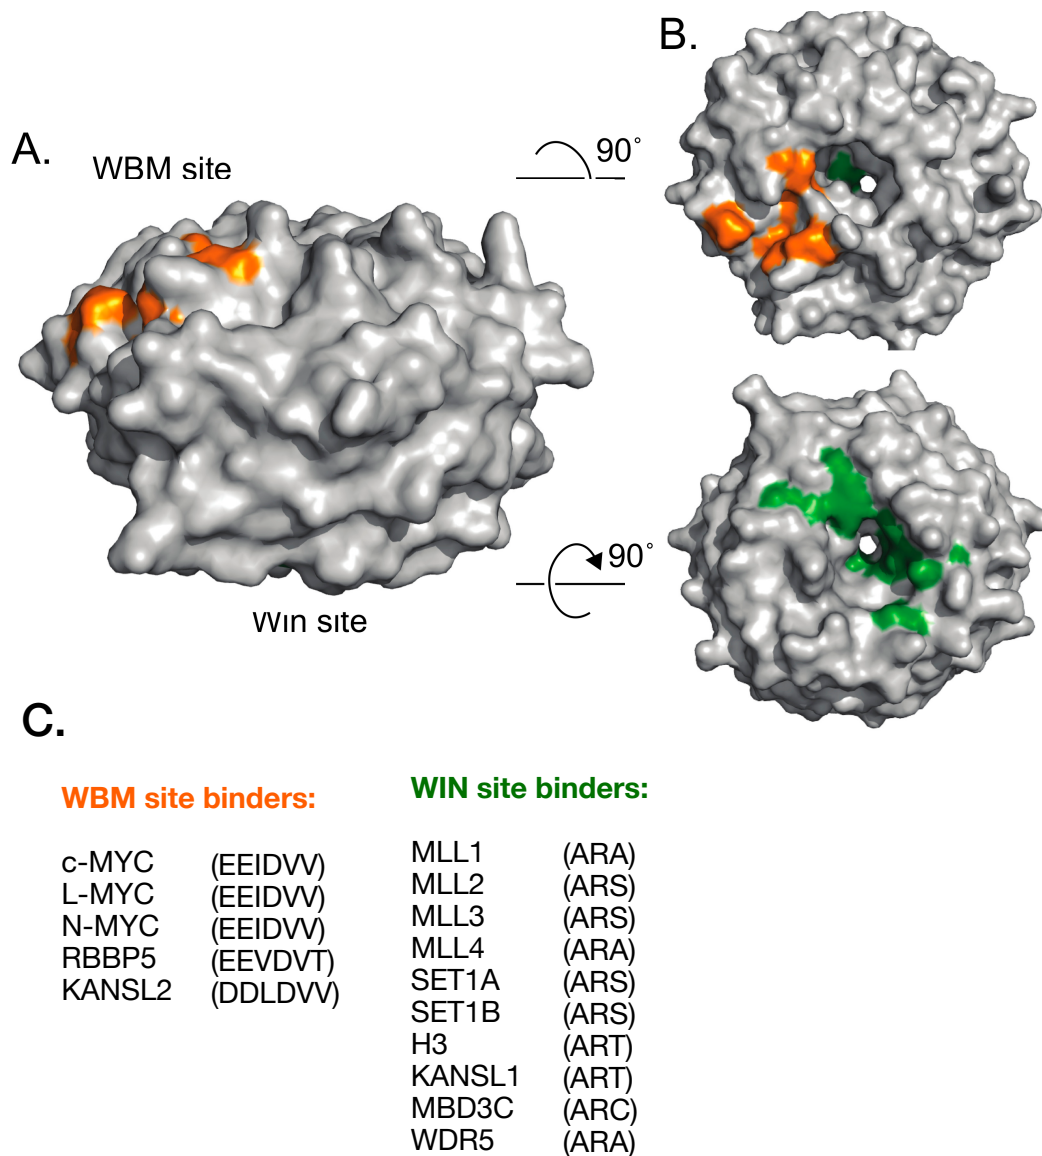 A.
WBM site
90°
B.
Win site
90°
C.
WBM site binders:
c-MYC (EEIDVV)
L-MYC (EEIDVV)
N-MYC (EEIDVV)
RBBP5 (EEVDVT)
KANSL2 (DDLDVV)
WIN site binders:
MLL1 (ARA)
MLL2 (ARS)
MLL3 (ARS)
MLL4 (ARA)
SET1A (ARS)
SET1B (ARS)
H3 (ART)
KANSL1 (ART)
MBD3C (ARC)
WDR5 (ARA)